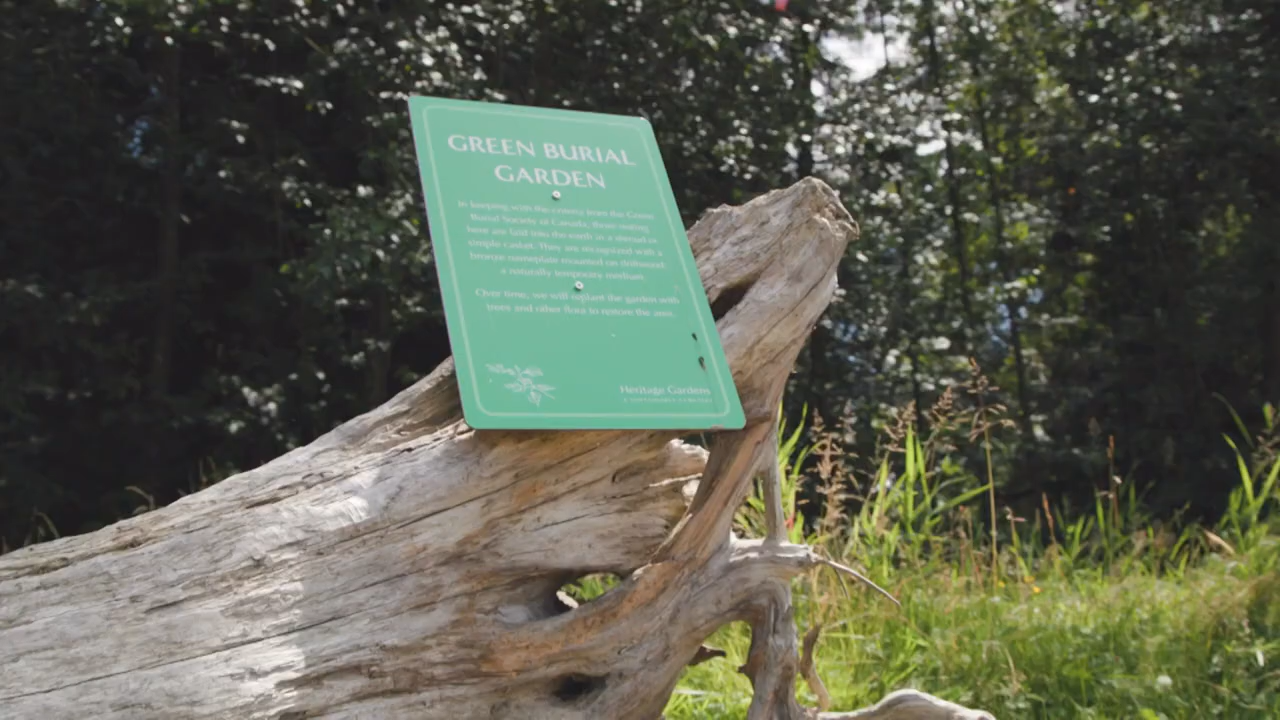 GREEN BURIAL
GARDEN
In keeping with the criteria from the Green
Burial Society of Canada, those resting
here are laid into the earth in a shroud or
simple casket. They are recognized with a
bronze nameplate mounted on driftwood:
a naturally temporary medium.
Over time, we will replant the garden with
trees and other flora to restore the area.
Heritage Gardens
A SUSTAINABLE CEMETERY